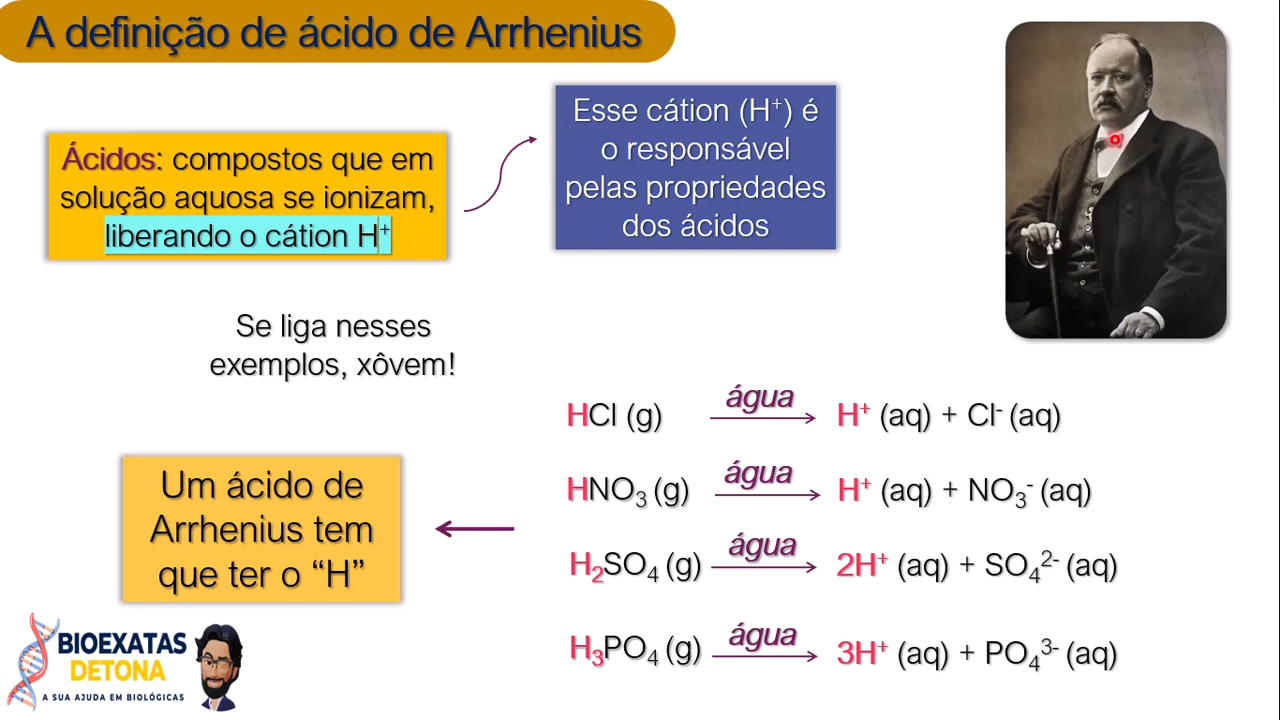 A definição de ácido de Arrhenius
Ácidos: compostos que em
solução aquosa se ionizam,
liberando o cátion H⁺
Esse cátion (H⁺) é
o responsável
pelas propriedades
dos ácidos
Se liga nesses
exemplos, xôvem!
HCl (g) água H⁺ (aq) + Cl⁻ (aq)
HNO₃ (g) água H⁺ (aq) + NO₃⁻ (aq)
H₂SO₄ (g) água 2H⁺ (aq) + SO₄²⁻ (aq)
H₃PO₄ (g) água 3H⁺ (aq) + PO₄³⁻ (aq)
Um ácido de
Arrhenius tem
que ter o “H”
BIOEXATAS
DETONA
A SUA AJUDA EM BIOLÓGICAS